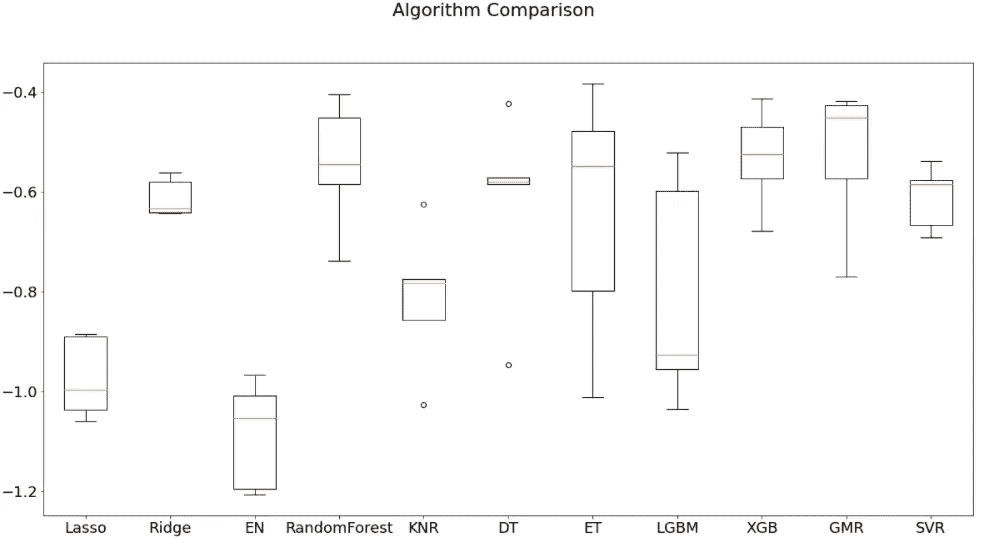 Algorithm Comparison
−0.4
−0.6
−0.8
−1.0
−1.2
Lasso Ridge EN RandomForest KNR DT ET LGBM XGB GMR SVR